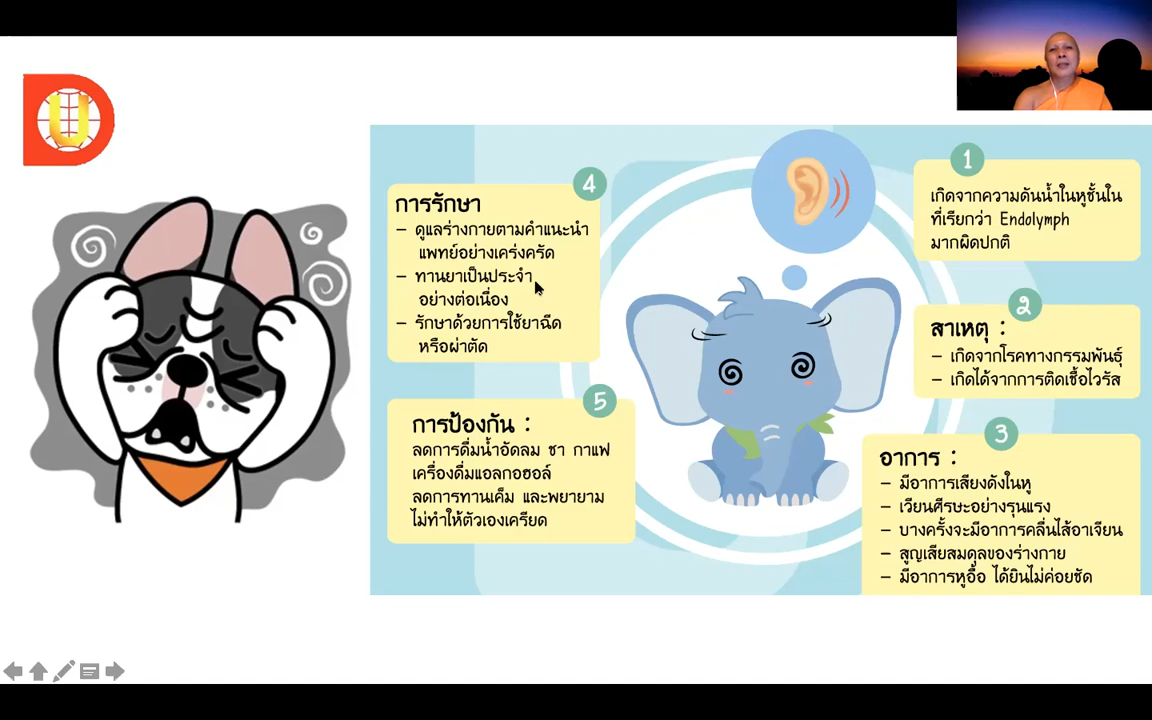 U
1
เกิดจากความดันน้ำในหูชั้นใน
ที่เรียกว่า Endolymph
มากผิดปกติ
2
สาเหตุ :
– เกิดจากโรคทางกรรมพันธุ์
– เกิดได้จากการติดเชื้อไวรัส
3
อาการ :
– มีอาการเสียงดังในหู
– เวียนศีรษะอย่างรุนแรง
– บางครั้งจะมีอาการคลื่นไส้อาเจียน
– สูญเสียสมดุลของร่างกาย
– มีอาการหูอื้อ ได้ยินไม่ค่อยชัด
4
การรักษา
– ดูแลร่างกายตามคำแนะนำ
แพทย์อย่างเคร่งครัด
– ทานยาเป็นประจำ
อย่างต่อเนื่อง
– รักษาด้วยการใช้ยาฉีด
หรือผ่าตัด
5
การป้องกัน :
ลดการดื่มน้ำอัดลม ชา กาแฟ
เครื่องดื่มแอลกอฮอล์
ลดการทานเค็ม และพยายาม
ไม่ทำให้ตัวเองเครียด